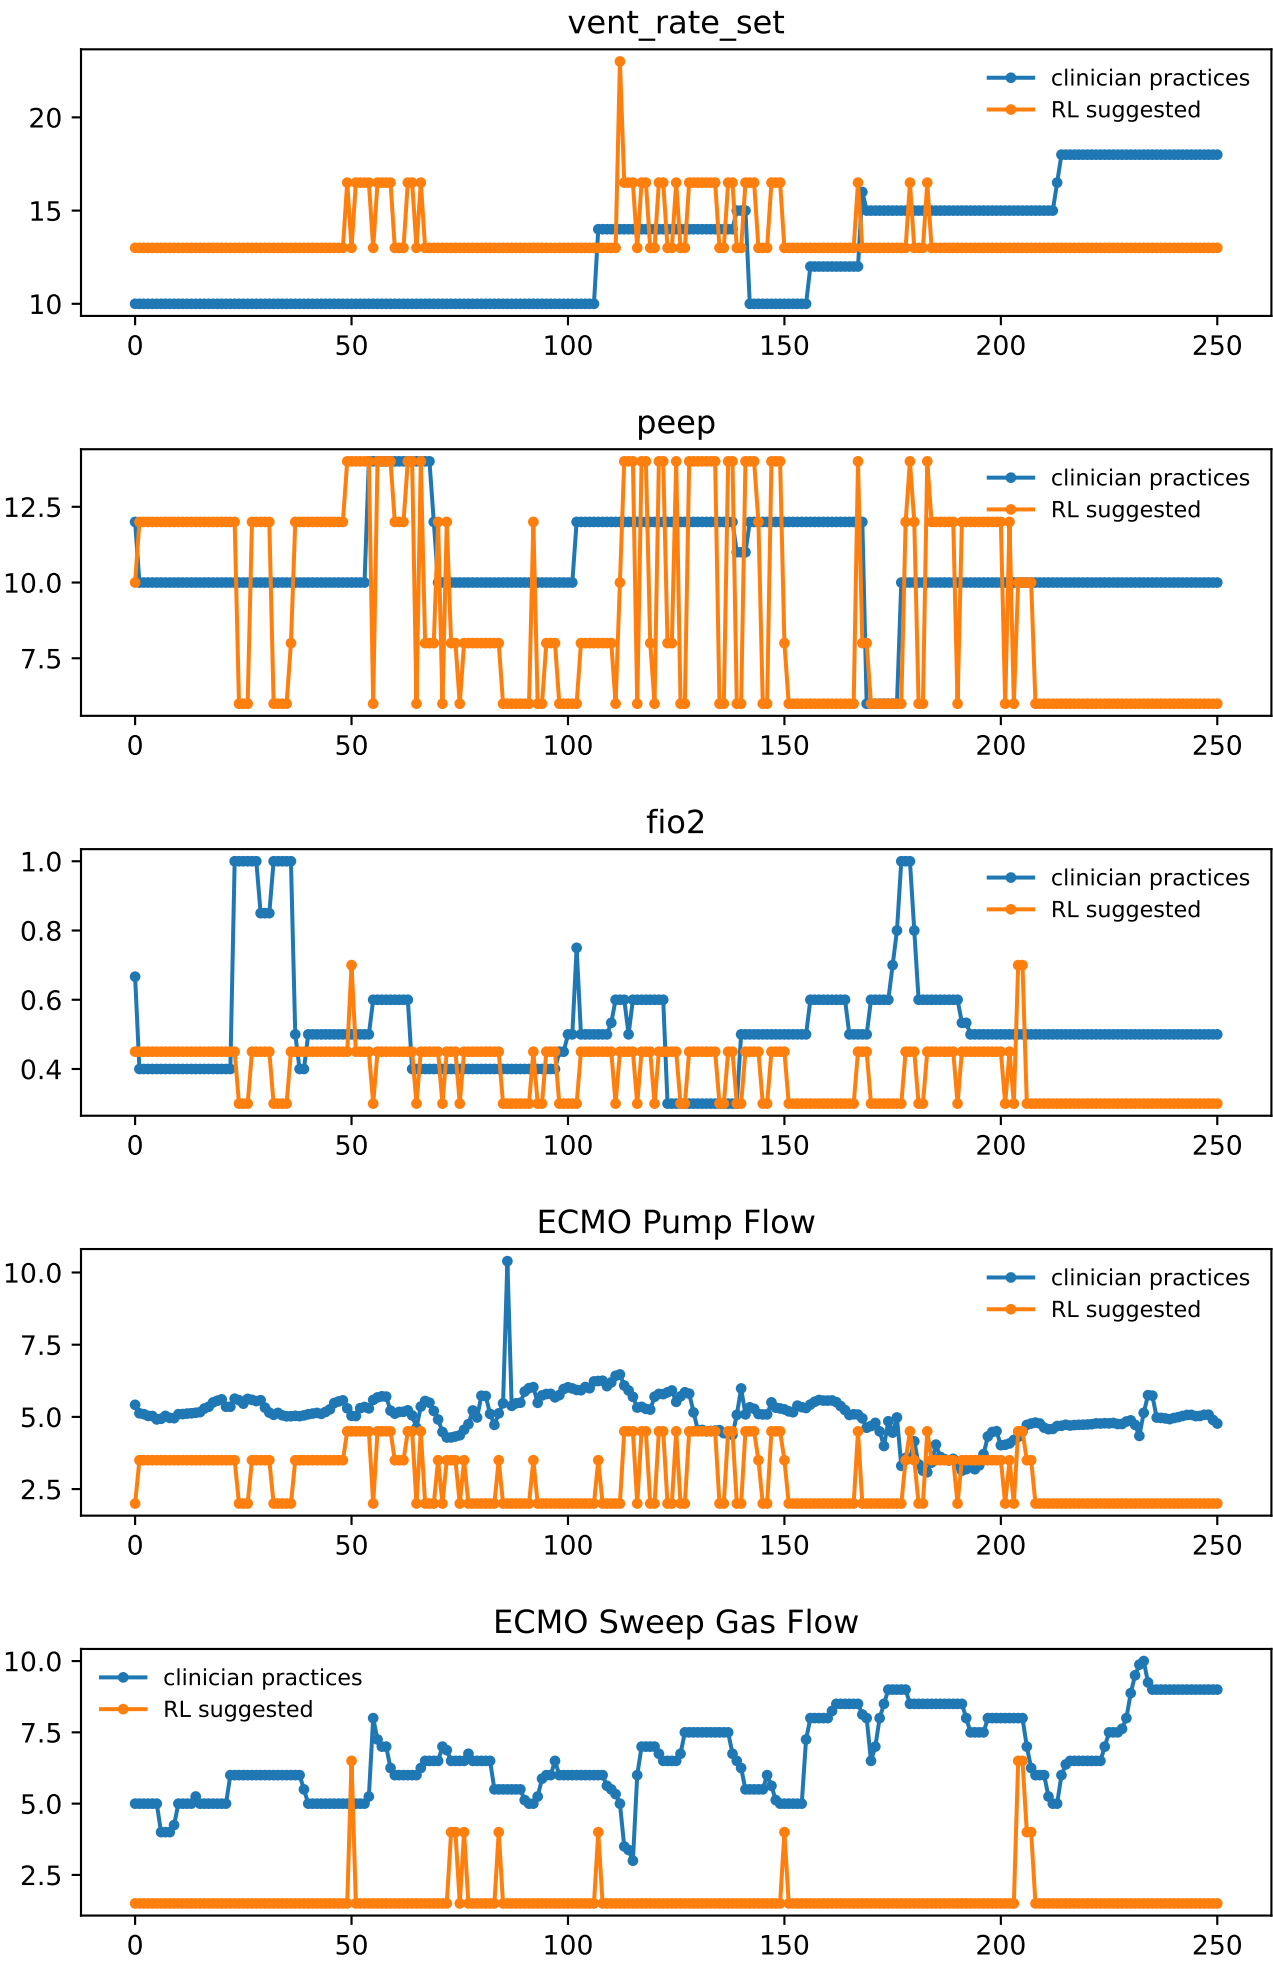 vent_rate_set
clinician practices
RL suggested
20
15
10
0 50 100 150 200 250
peep
clinician practices
RL suggested
12.5
10.0
7.5
0 50 100 150 200 250
fio2
clinician practices
RL suggested
1.0
0.8
0.6
0.4
0 50 100 150 200 250
ECMO Pump Flow
clinician practices
RL suggested
10.0
7.5
5.0
2.5
0 50 100 150 200 250
ECMO Sweep Gas Flow
clinician practices
RL suggested
10.0
7.5
5.0
2.5
0 50 100 150 200 250